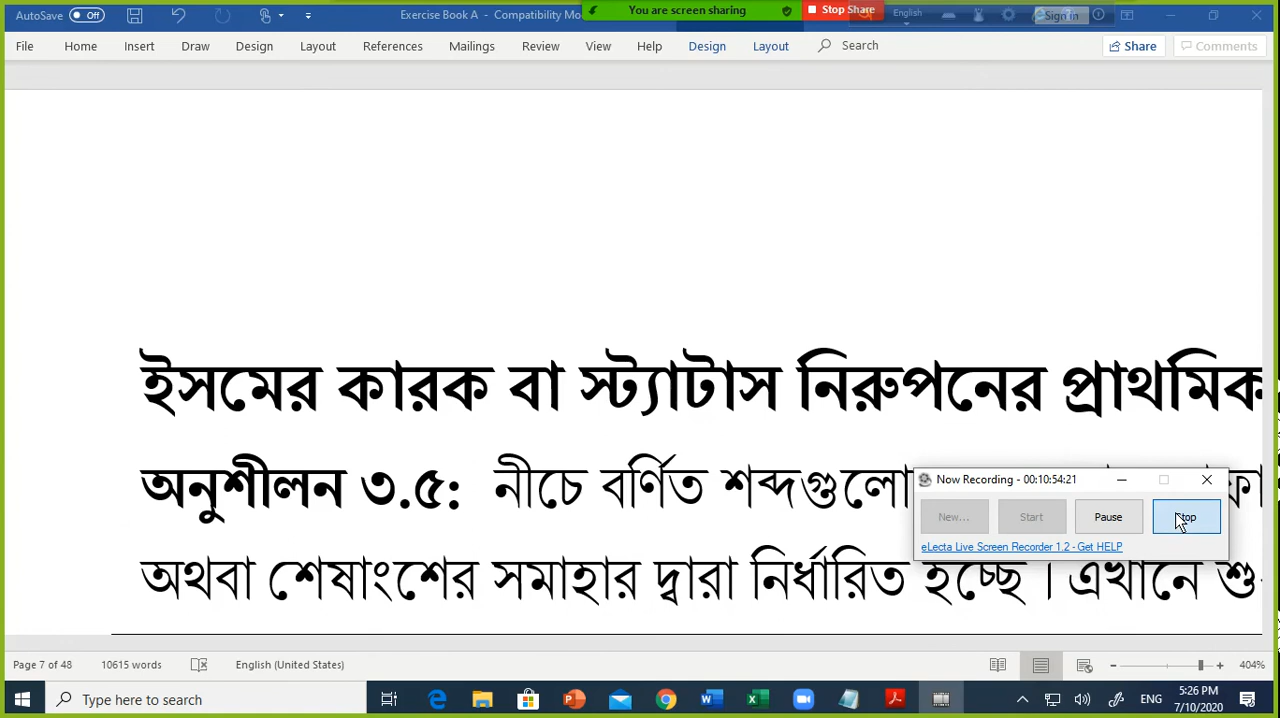 AutoSave Off Exercise Book A - Compatibility Mo You are screen sharing Stop Share English Sign in
File Home Insert Draw Design Layout References Mailings Review View Help Design Layout Search Share Comments
ইসমের কারক বা স্ট্যাটাস নিরুপনের প্রাথমিক
অনুশীলন ৩.৫: নীচে বর্ণিত শব্দগুলো
অথবা শেষাংশের সমাহার দ্বারা নির্ধারিত হচ্ছে । এখানে
Now Recording - 00:10:54:21
New... Start Pause Stop
eLecta Live Screen Recorder 1.2 - Get HELP
Page 7 of 48 10615 words English (United States) 404%
Type here to search ENG 5:26 PM
7/10/2020